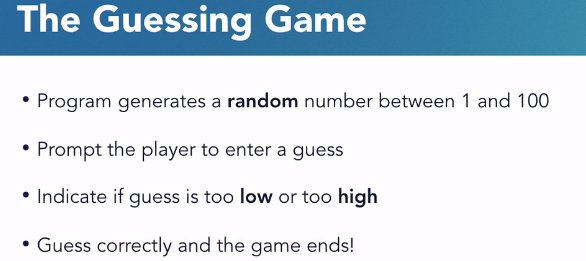 The Guessing Game
• Program generates a random number between 1 and 100
• Prompt the player to enter a guess
• Indicate if guess is too low or too high
• Guess correctly and the game ends!